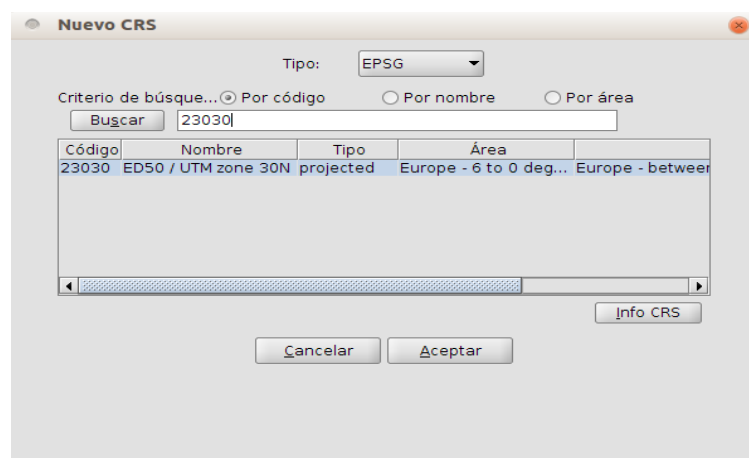 Nuevo CRS
Tipo: EPSG
Criterio de búsque... Por código Por nombre Por área
Buscar 23030
Código Nombre Tipo Área
23030 ED50 / UTM zone 30N projected Europe - 6 to 0 deg... Europe - between
Info CRS
Cancelar Aceptar